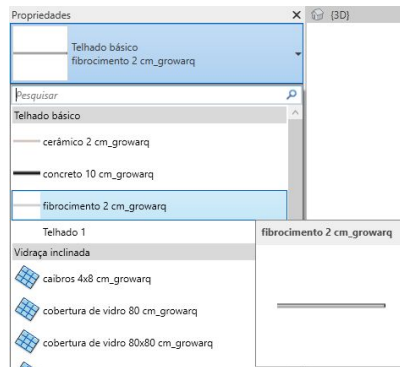 Propriedades
{3D}
Telhado básico
fibrocimento 2 cm_growarq
Pesquisar
Telhado básico
cerâmico 2 cm_growarq
concreto 10 cm_growarq
fibrocimento 2 cm_growarq
Telhado 1
fibrocimento 2 cm_growarq
Vidraça inclinada
caibros 4x8 cm_growarq
cobertura de vidro 80 cm_growarq
cobertura de vidro 80x80 cm_growarq